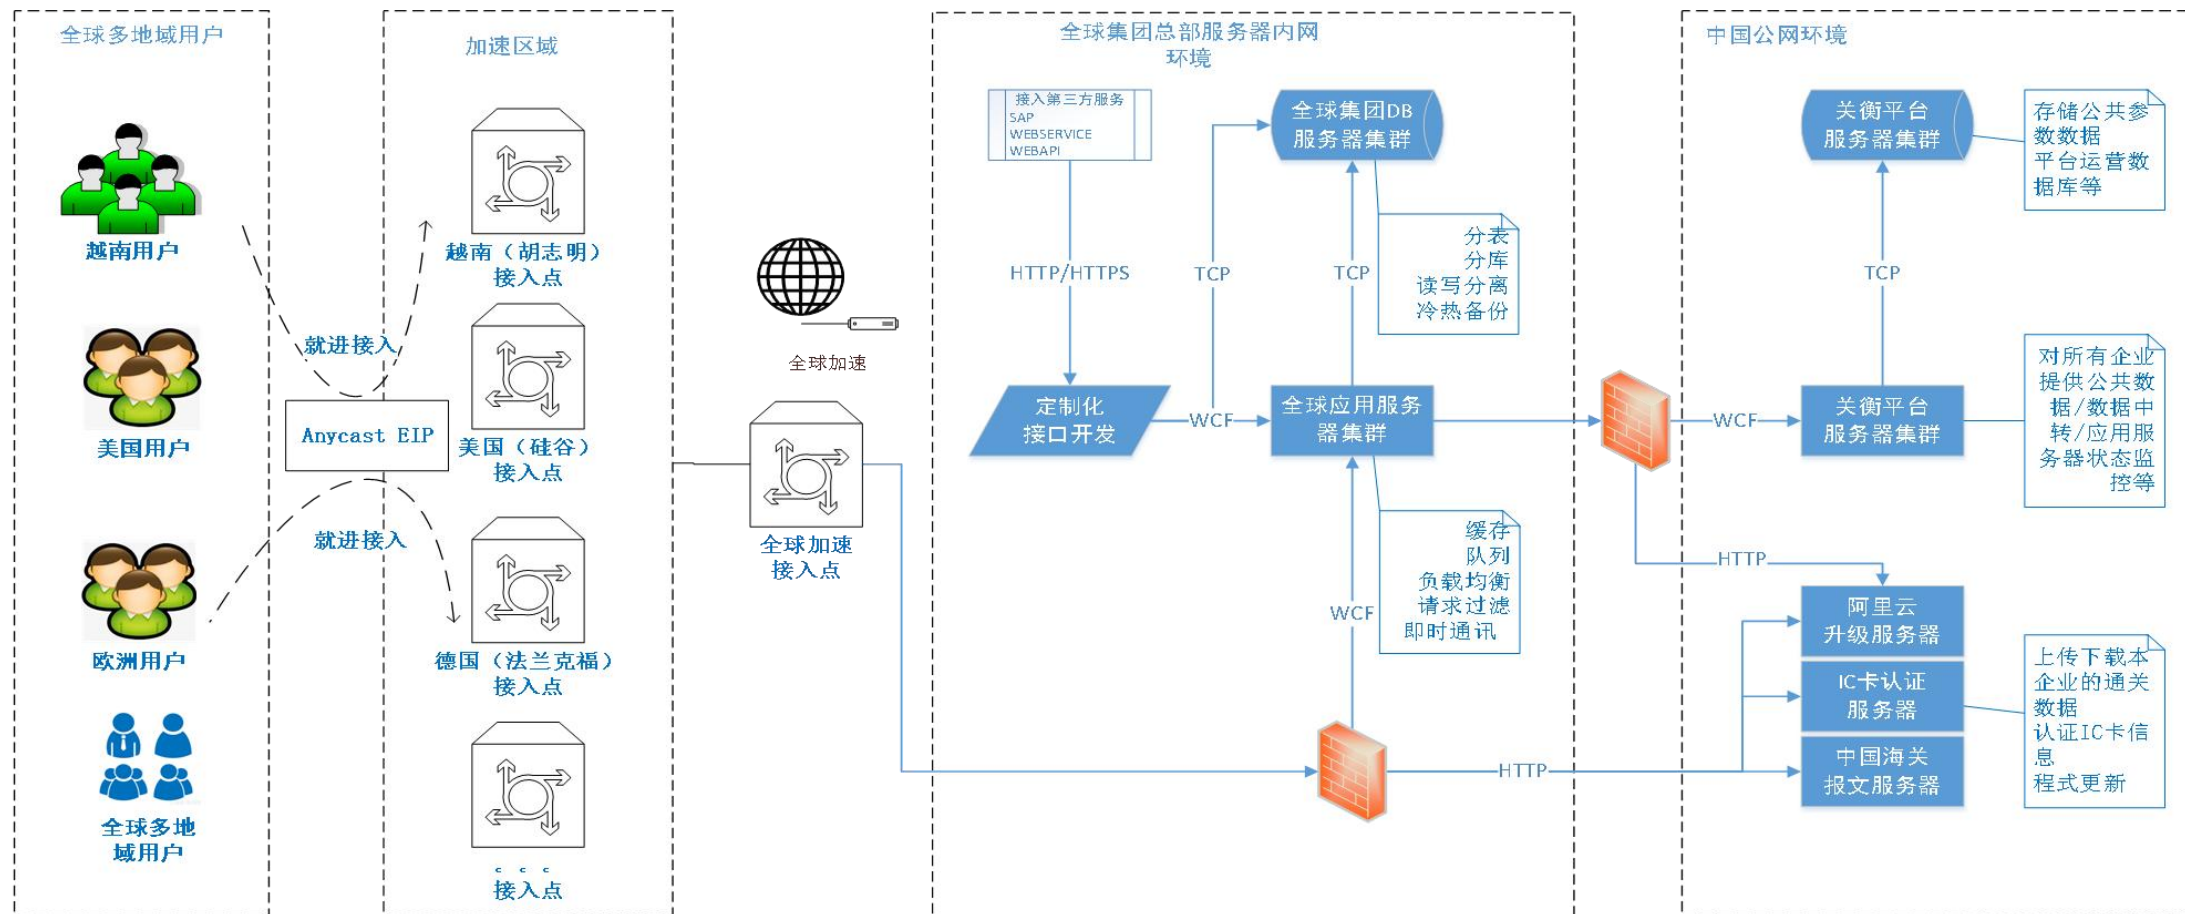 全球多地域用户
越南用户
美国用户
欧洲用户
全球多地
域用户
就进接入
Anycast EIP
就进接入
加速区域
越南（胡志明）
接入点
美国（硅谷）
接入点
德国（法兰克福）
接入点
。。。
接入点
全球加速
全球加速
接入点
全球集团总部服务器内网
环境
接入第三方服务
SAP
WEBSERVICE
WEBAPI
HTTP/HTTPS
定制化
接口开发
WCF
TCP
全球集团DB
服务器集群
TCP
分表
分库
读写分离
冷热备份
全球应用服务
器集群
缓存
队列
负载均衡
请求过滤
即时通讯
WCF
HTTP
中国公网环境
关衡平台
服务器集群
存储公共参
数数据
平台运营数
据库等
TCP
WCF
关衡平台
服务器集群
对所有企业
提供公共数
据/数据中
转/应用服
务器状态监
控等
HTTP
阿里云
升级服务器
IC卡认证
服务器
中国海关
报文服务器
上传下载本
企业的通关
数据
认证IC卡信
息
程式更新